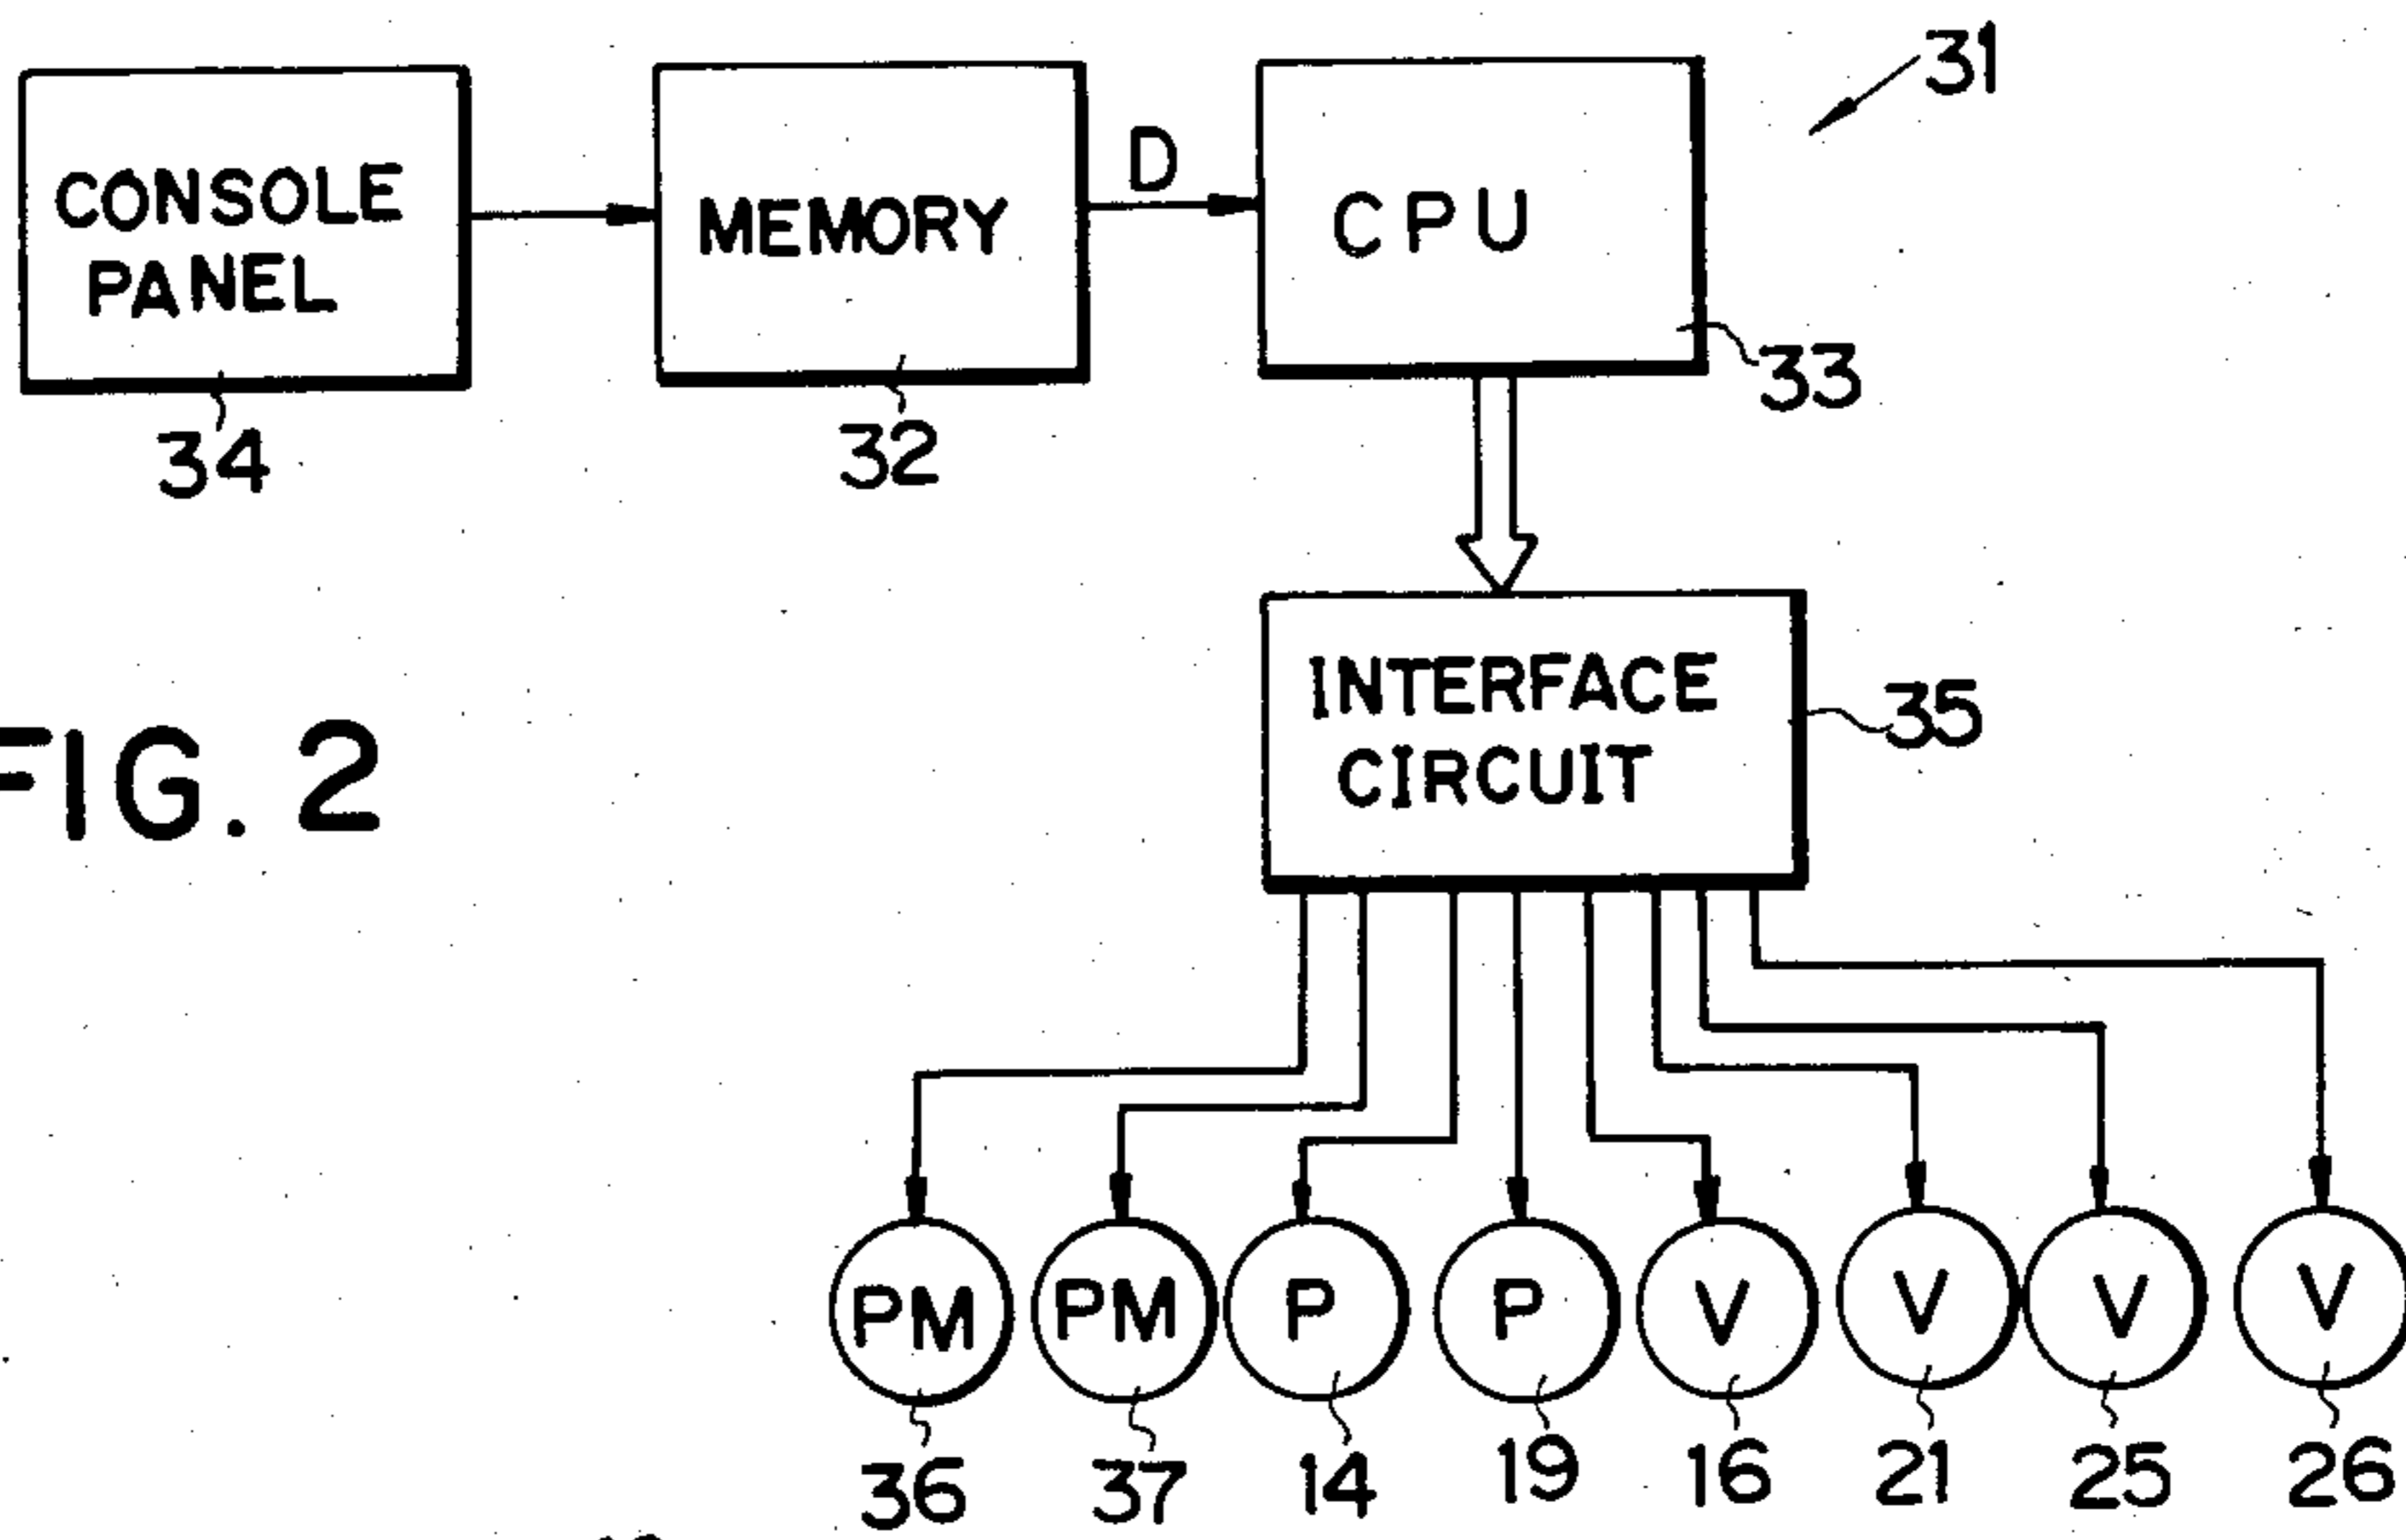 31
CONSOLE
PANEL
MEMORY
D
CPU
34
32
33
INTERFACE
CIRCUIT
35
FIG. 2
PM
PM
P
P
V
V
V
V
36
37
14
19
16
21
25
26